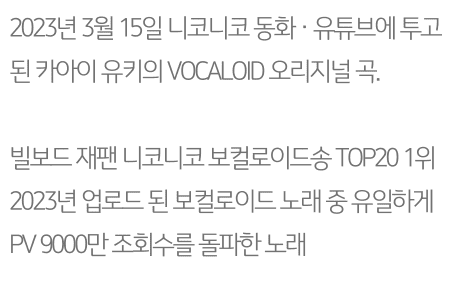 2023년 3월 15일 니코니코 동화 · 유튜브에 투고
된 카아이 유키의 VOCALOID 오리지널 곡.
빌보드 재팬 니코니코 보컬로이드송 TOP20 1위
2023년 업로드 된 보컬로이드 노래 중 유일하게
PV 9000만 조회수를 돌파한 노래